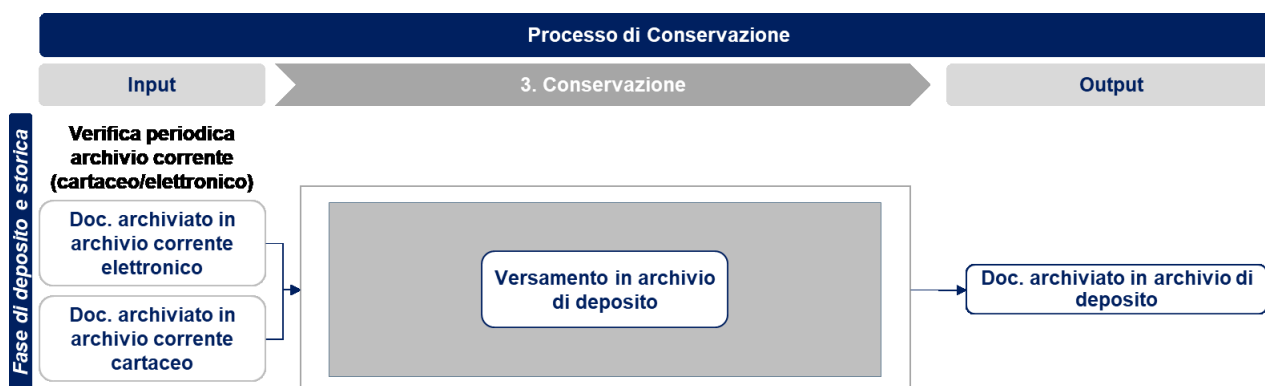 Processo di Conservazione
Input
3. Conservazione
Output
Fase di deposito e storica
Verifica periodica
archivio corrente
(cartaceo/elettronico)
Doc. archiviato in
archivio corrente
elettronico
Doc. archiviato in
archivio corrente
cartaceo
Versamento in archivio
di deposito
Doc. archiviato in archivio di
deposito